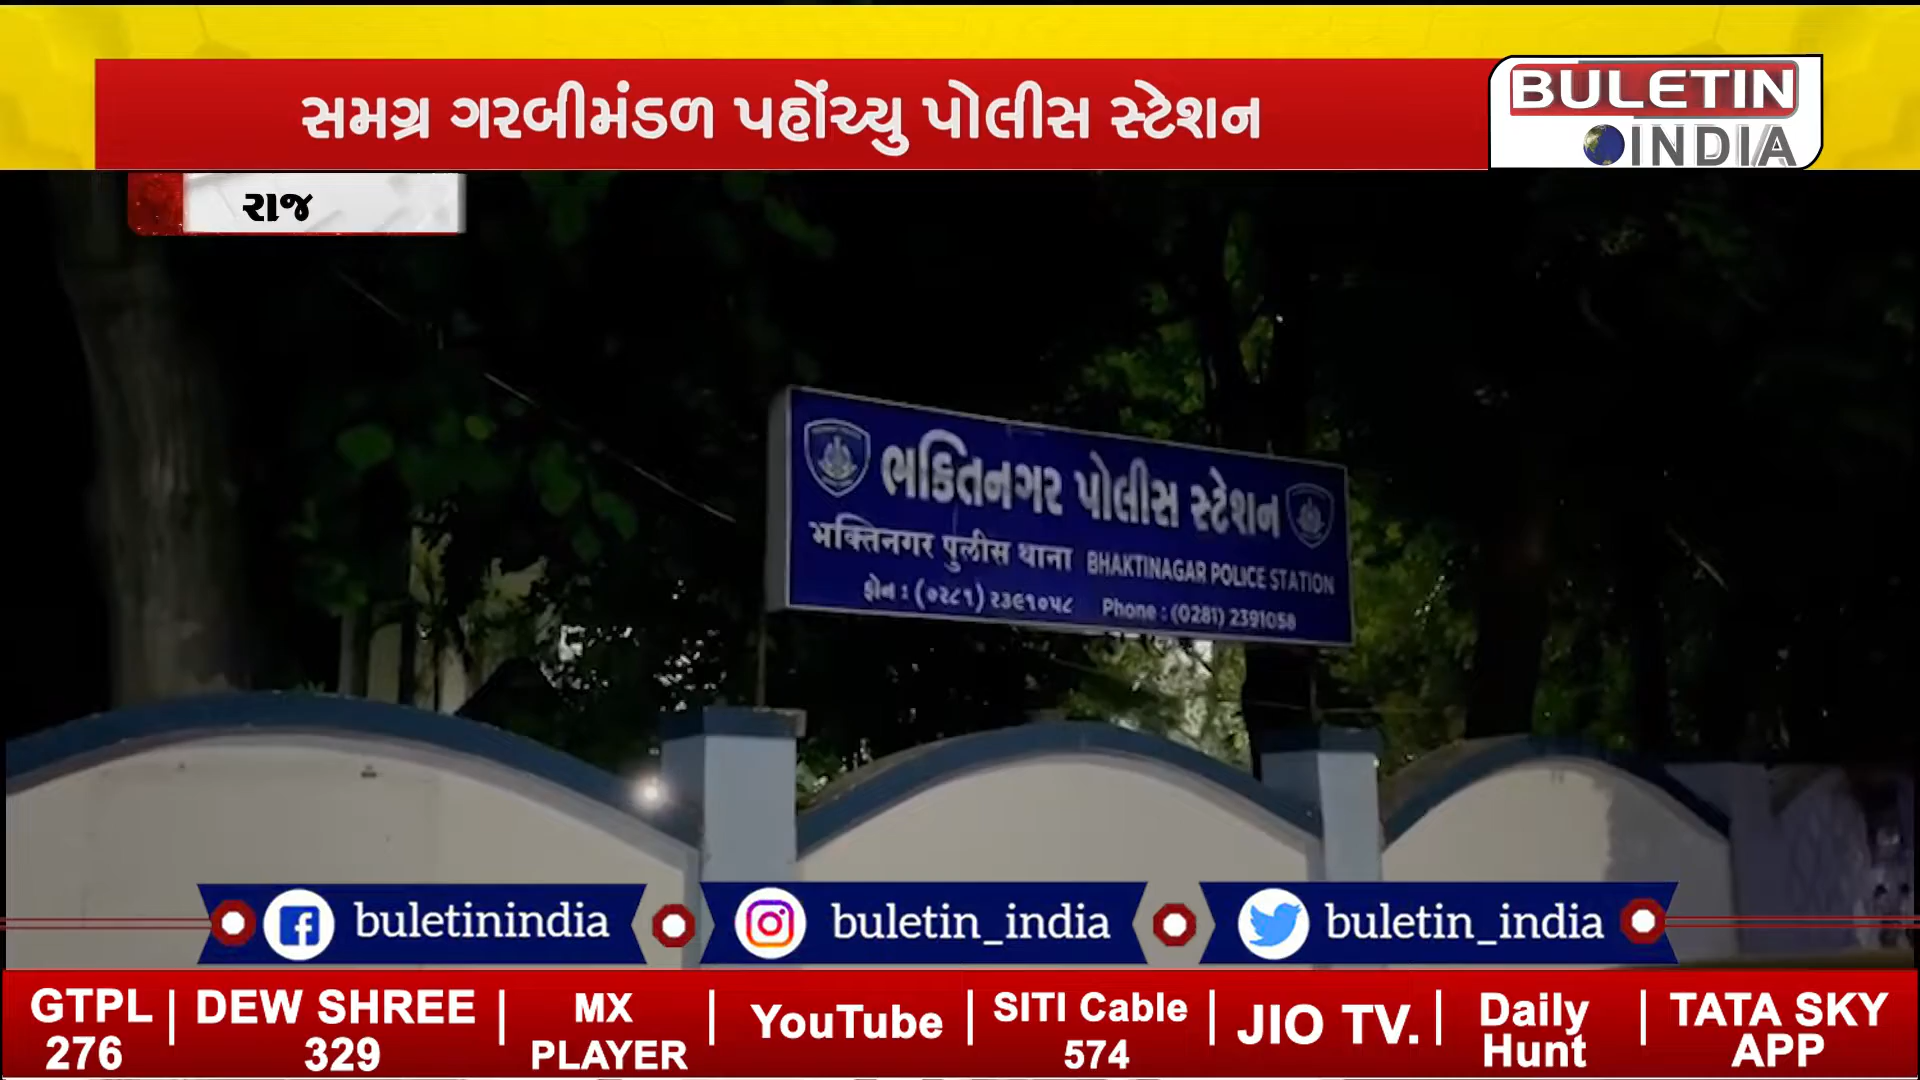 સમગ્ર ગરબીમંડળ પહોંચ્યુ પોલીસ સ્ટેશન
BULETIN
INDIA
રાજ
ભક્તિનગર પોલીસ સ્ટેશન
भक्तिनगर पुलीस थाना BHAKTINAGAR POLICE STATION
ફોન : (૦૨૮૧) ૨૩૯૧૦૫૮ Phone : (0281) 2391058
buletinindia buletin_india buletin_india
GTPL 276 | DEW SHREE 329 | MX PLAYER | YouTube | SITI Cable 574 | JIO TV. | Daily Hunt | TATA SKY APP